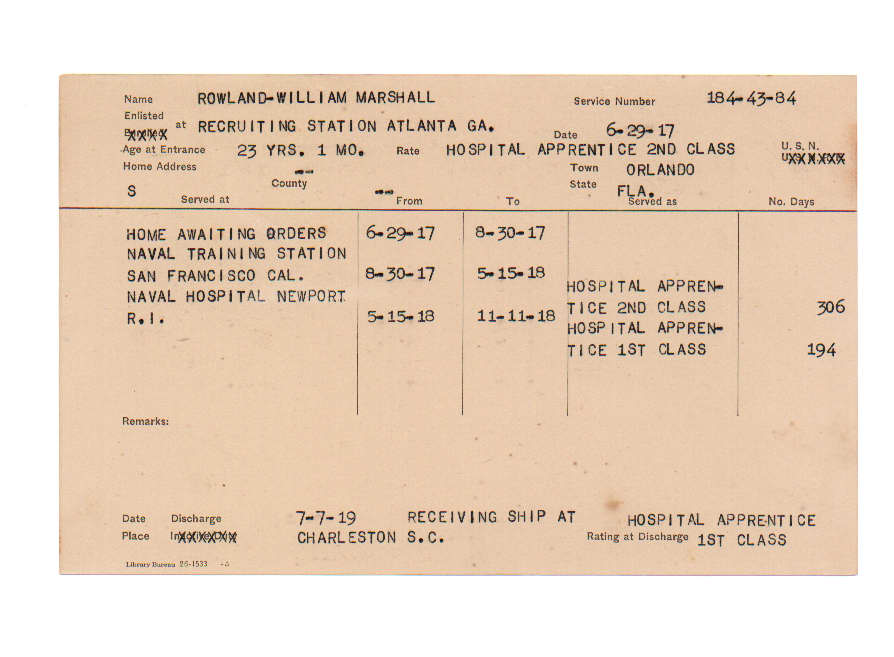 Name ROWLAND-WILLIAM MARSHALL Service Number 184-43-84
Enlisted
at RECRUITING STATION ATLANTA GA. Date 6-29-17
Age at Entrance 23 YRS. 1 MO. Rate HOSPITAL APPRENTICE 2ND CLASS U. S. N.
Home Address -- Town ORLANDO
S County -- State FLA.
Served at From To Served as No. Days
HOME AWAITING ORDERS 6-29-17 8-30-17
NAVAL TRAINING STATION
SAN FRANCISCO CAL. 8-30-17 5-15-18
HOSPITAL APPREN-
NAVAL HOSPITAL NEWPORT
TICE 2ND CLASS 306
R.I. 5-15-18 11-11-18
HOSPITAL APPREN-
TICE 1ST CLASS 194
Remarks:
Date Discharge 7-7-19 RECEIVING SHIP AT HOSPITAL APPRENTICE
Place CHARLESTON S.C. Rating at Discharge 1ST CLASS
Library Bureau 26-1533